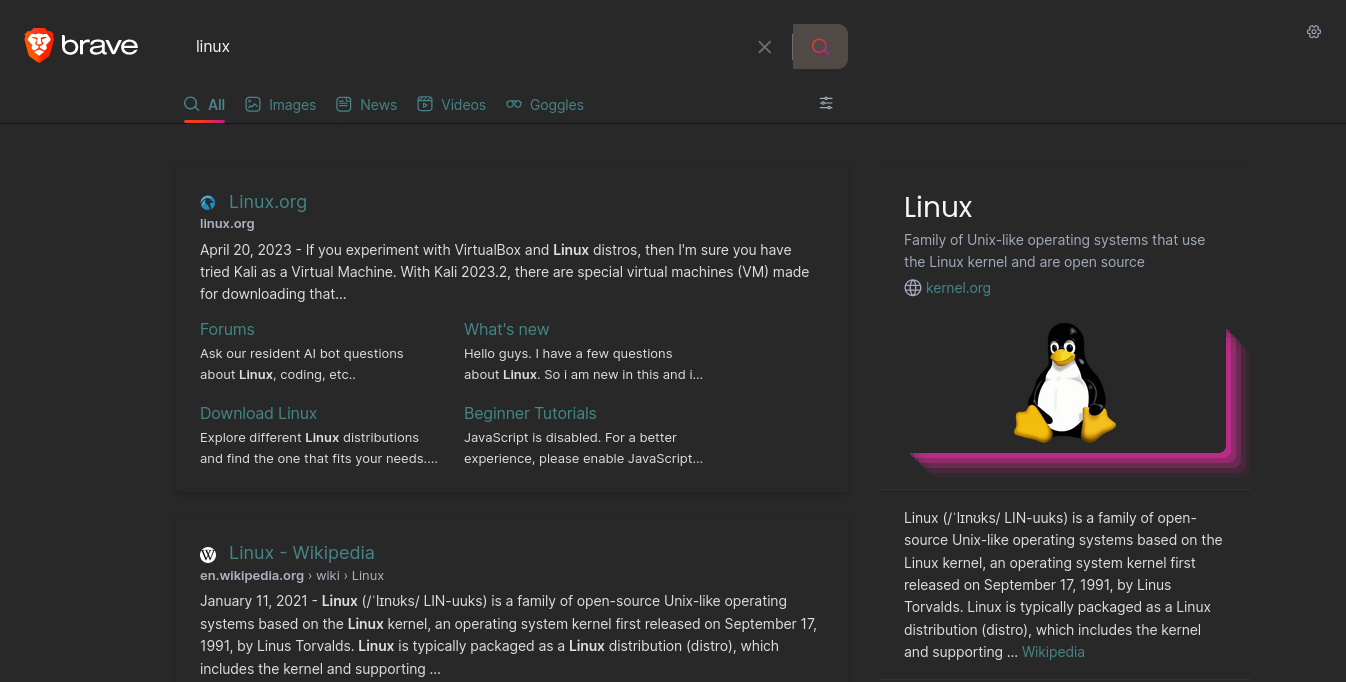 brave
linux
All Images News Videos Goggles
Linux.org
linux.org
April 20, 2023 - If you experiment with VirtualBox and Linux distros, then I'm sure you have
tried Kali as a Virtual Machine. With Kali 2023.2, there are special virtual machines (VM) made
for downloading that...
Forums
Ask our resident AI bot questions
about Linux, coding, etc..
What's new
Hello guys. I have a few questions
about Linux. So i am new in this and i...
Download Linux
Explore different Linux distributions
and find the one that fits your needs....
Beginner Tutorials
JavaScript is disabled. For a better
experience, please enable JavaScript...
W
Linux - Wikipedia
en.wikipedia.org › wiki › Linux
January 11, 2021 - Linux (/ˈlɪnʊks/ LIN-uuks) is a family of open-source Unix-like operating
systems based on the Linux kernel, an operating system kernel first released on September 17,
1991, by Linus Torvalds. Linux is typically packaged as a Linux distribution (distro), which
includes the kernel and supporting ...
Linux
Family of Unix-like operating systems that use
the Linux kernel and are open source
kernel.org
Linux (/ˈlɪnʊks/ LIN-uuks) is a family of open-
source Unix-like operating systems based on the
Linux kernel, an operating system kernel first
released on September 17, 1991, by Linus
Torvalds. Linux is typically packaged as a Linux
distribution (distro), which includes the kernel
and supporting ... Wikipedia